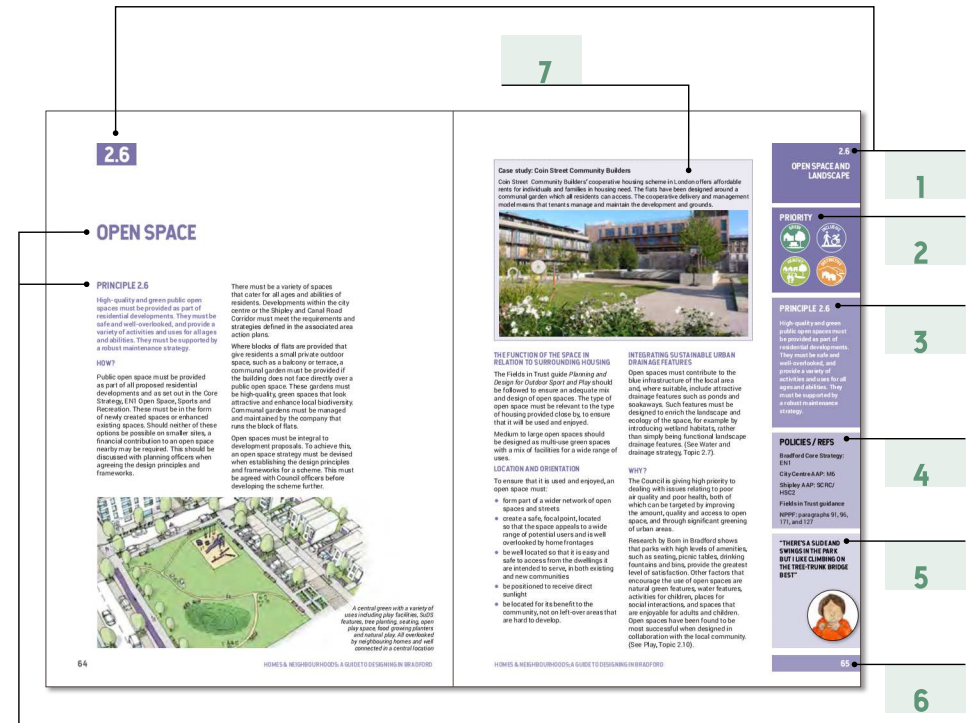 7
2.6
OPEN SPACE
PRINCIPLE 2.6
High-quality and green public open
spaces must be provided as part of
residential developments. They must be
safe and well-overlooked, and provide a
variety of activities and uses for all ages
and abilities. They must be supported by
a robust maintenance strategy.
HOW?
Public open space must be provided
as part of all proposed residential
developments and as set out in the Core
Strategy, EN1 Open Space, Sports and
Recreation. These must be in the form
of newly created spaces or enhanced
existing spaces. Should neither of these
options be possible on smaller sites, a
financial contribution to an open space
nearby may be required. This should be
discussed with planning officers when
agreeing the design principles and
frameworks.
There must be a variety of spaces
that cater for all ages and abilities of
residents. Developments within the city
centre or the Shipley and Canal Road
Corridor must meet the requirements and
strategies defined in the associated area
action plans.
Where blocks of flats are provided that
give residents a small private outdoor
space, such as a balcony or terrace, a
communal garden must be provided if
the building does not face directly over a
public open space. These gardens must
be high-quality, green spaces that look
attractive and enhance local biodiversity.
Communal gardens must be managed
and maintained by the company that
runs the block of flats.
Open spaces must be integral to
development proposals. To achieve this,
an open space strategy must be devised
when establishing the design principles
and frameworks for a scheme. This must
be agreed with Council officers before
developing the scheme further.
A central green with a variety of
uses including play facilities, SuDS
features, tree planting, seating, open
play space, food growing planters
and natural play. All overlooked
by neighbouring homes and well
connected in a central location
64
HOMES & NEIGHBOURHOODS: A GUIDE TO DESIGNING IN BRADFORD
Case study: Coin Street Community Builders
Coin Street Community Builders' cooperative housing scheme in London offers affordable
rents for individuals and families in housing need. The flats have been designed around a
communal garden which all residents can access. The cooperative delivery and management
model means that tenants manage and maintain the development and grounds.
THE FUNCTION OF THE SPACE IN
RELATION TO SURROUNDING HOUSING
The Fields in Trust guide Planning and
Design for Outdoor Sport and Play should
be followed to ensure an adequate mix
and design of open spaces. The type of
open space must be relevant to the type
of housing provided close by, to ensure
that it will be used and enjoyed.
Medium to large open spaces should
be designed as multi-use green spaces
with a mix of facilities for a wide range of
uses.
LOCATION AND ORIENTATION
To ensure that it is used and enjoyed, an
open space must:
● form part of a wider network of open
spaces and streets
● create a safe, focal point, located
so that the space appeals to a wide
range of potential users and is well
overlooked by home frontages
● be well located so that it is easy and
safe to access from the dwellings it
are intended to serve, in both existing
and new communities
● be positioned to receive direct
sunlight
● be located for its benefit to the
community, not on left-over areas that
are hard to develop.
INTEGRATING SUSTAINABLE URBAN
DRAINAGE FEATURES
Open spaces must contribute to the
blue infrastructure of the local area
and, where suitable, include attractive
drainage features such as ponds and
soakaways. Such features must be
designed to enrich the landscape and
ecology of the space, for example by
introducing wetland habitats, rather
than simply being functional landscape
drainage features. (See Water and
drainage strategy, Topic 2.7).
WHY?
The Council is giving high priority to
dealing with issues relating to poor
air quality and poor health, both of
which can be targeted by improving
the amount, quality and access to open
space, and through significant greening
of urban areas.
Research by Born in Bradford shows
that parks with high levels of amenities,
such as seating, picnic tables, drinking
fountains and bins, provide the greatest
level of satisfaction. Other factors that
encourage the use of open spaces are
natural green features, water features,
activities for children, places for
social interactions, and spaces that
are enjoyable for adults and children.
Open spaces have been found to be
most successful when designed in
collaboration with the local community.
(See Play, Topic 2.10).
HOMES & NEIGHBOURHOODS: A GUIDE TO DESIGNING IN BRADFORD
2.6
OPEN SPACE AND
LANDSCAPE
PRIORITY
GREEN
INCLUSIVE
HEALTHY
DISTINCTIVE
PRINCIPLE 2.6
High-quality and green
public open spaces must
be provided as part of
residential developments.
They must be safe and
well-overlooked, and
provide a variety of
activities and uses for all
ages and abilities. They
must be supported by
a robust maintenance
strategy.
POLICIES / REFS
Bradford Core Strategy:
EN1
City Centre AAP: M6
Shipley AAP: SCRC/
HSC2
Fields in Trust guidance
NPPF: paragraphs 91, 96,
171, and 127
"THERE'S A SLIDE AND
SWINGS IN THE PARK
BUT I LIKE CLIMBING ON
THE TREE-TRUNK BRIDGE
BEST"
65
1
2
3
4
5
6